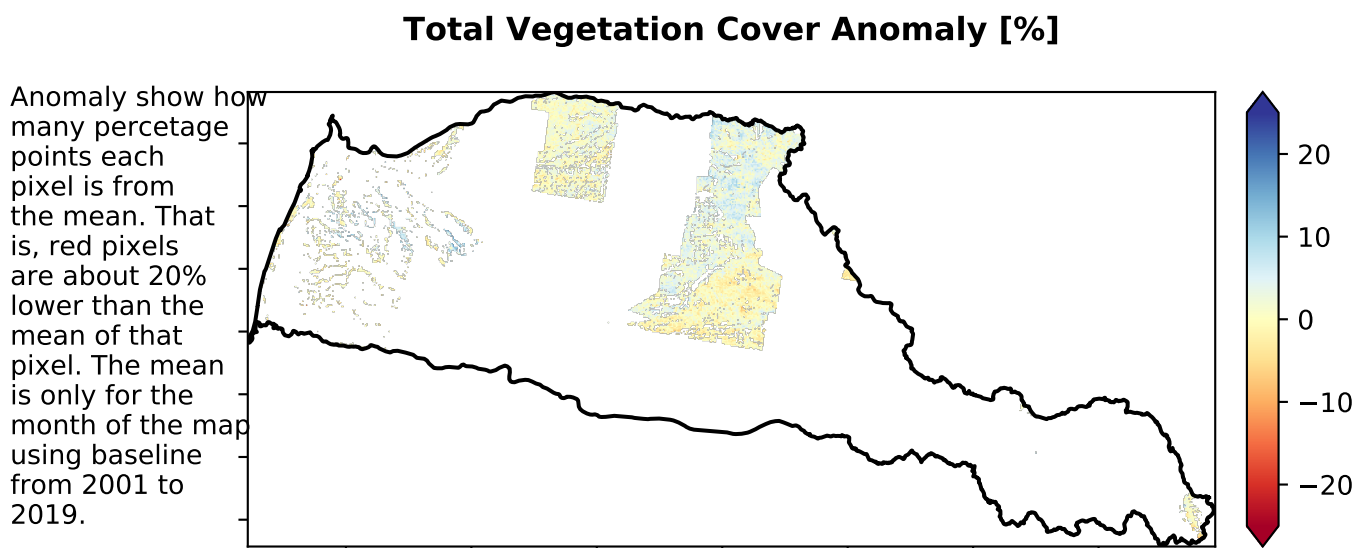 Total Vegetation Cover Anomaly [%]
Anomaly show how
many percetage
points each
pixel is from
the mean. That
is, red pixels
are about 20%
lower than the
mean of that
pixel. The mean
is only for the
month of the map
using baseline
from 2001 to
2019.
20
10
0
−10
−20